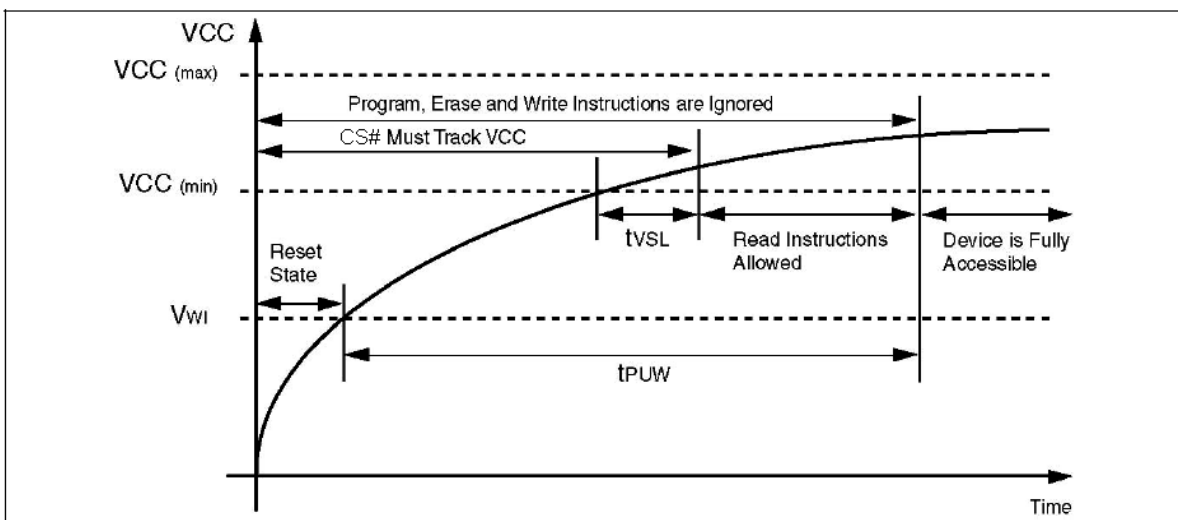 VCC
VCC (max)
Program, Erase and Write Instructions are Ignored
CS# Must Track VCC
VCC (min)
tVSL
Read Instructions
Allowed
Device is Fully
Accessible
Reset
State
VWI
tPUW
Time